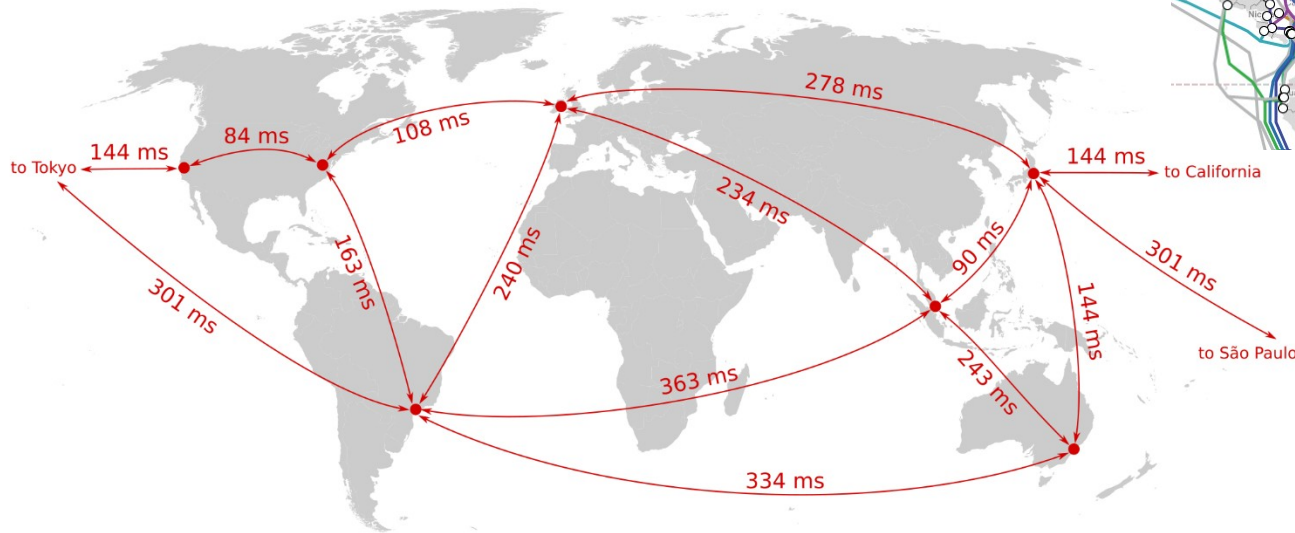 278 ms
84 ms
108 ms
144 ms
to Tokyo
144 ms
to California
234 ms
163 ms
240 ms
90 ms
301 ms
301 ms
144 ms
to São Paulo
363 ms
243 ms
334 ms